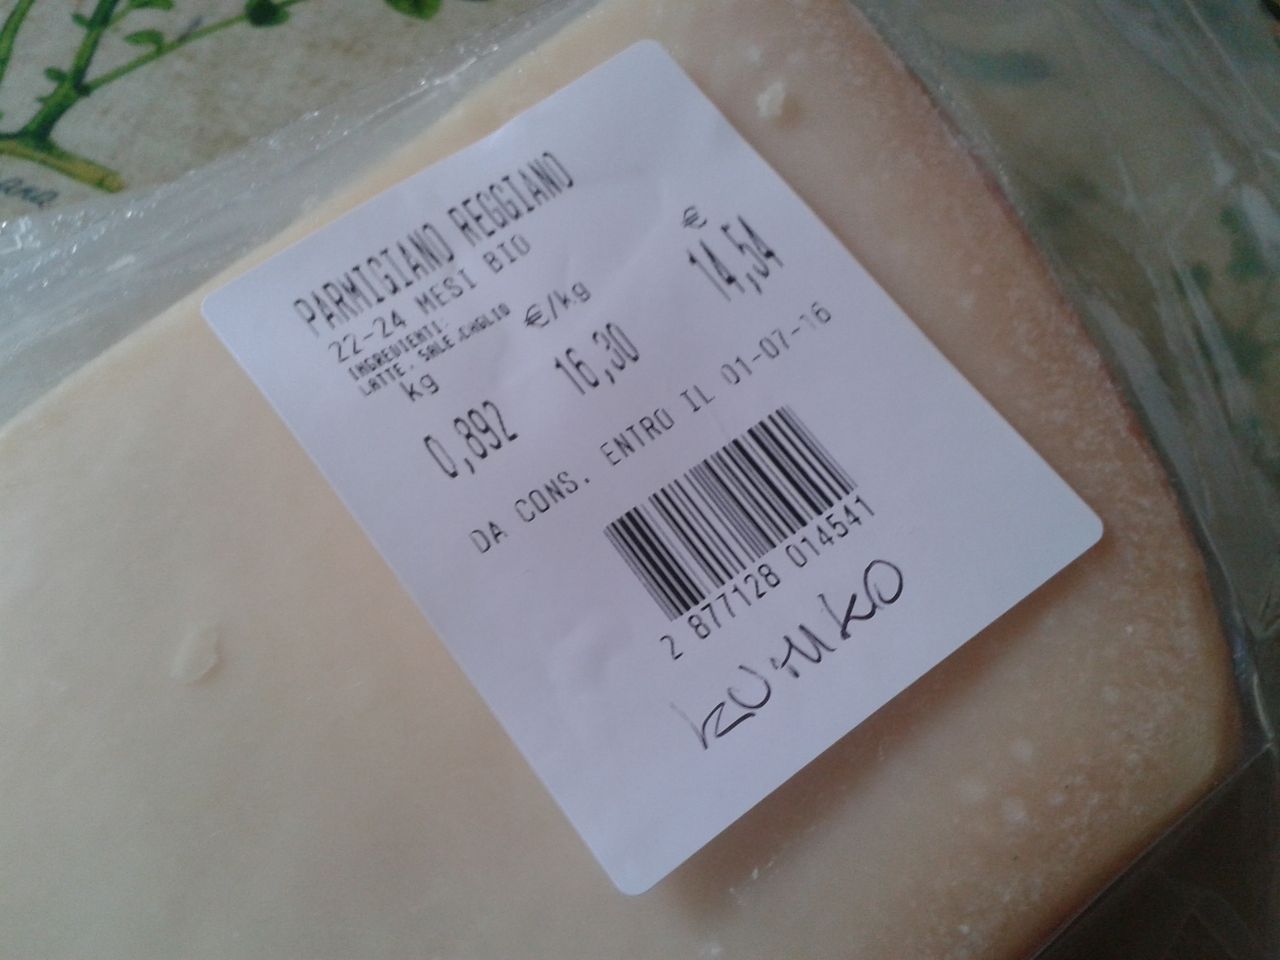 PARMIGIANO REGGIANO
22-24 MESI BIO
INGREDIENTI:
LATTE, SALE, CAGLIO
kg €/kg €
0,892 16,30 14,54
DA CONS. ENTRO IL 01-07-16
2 877128 014541